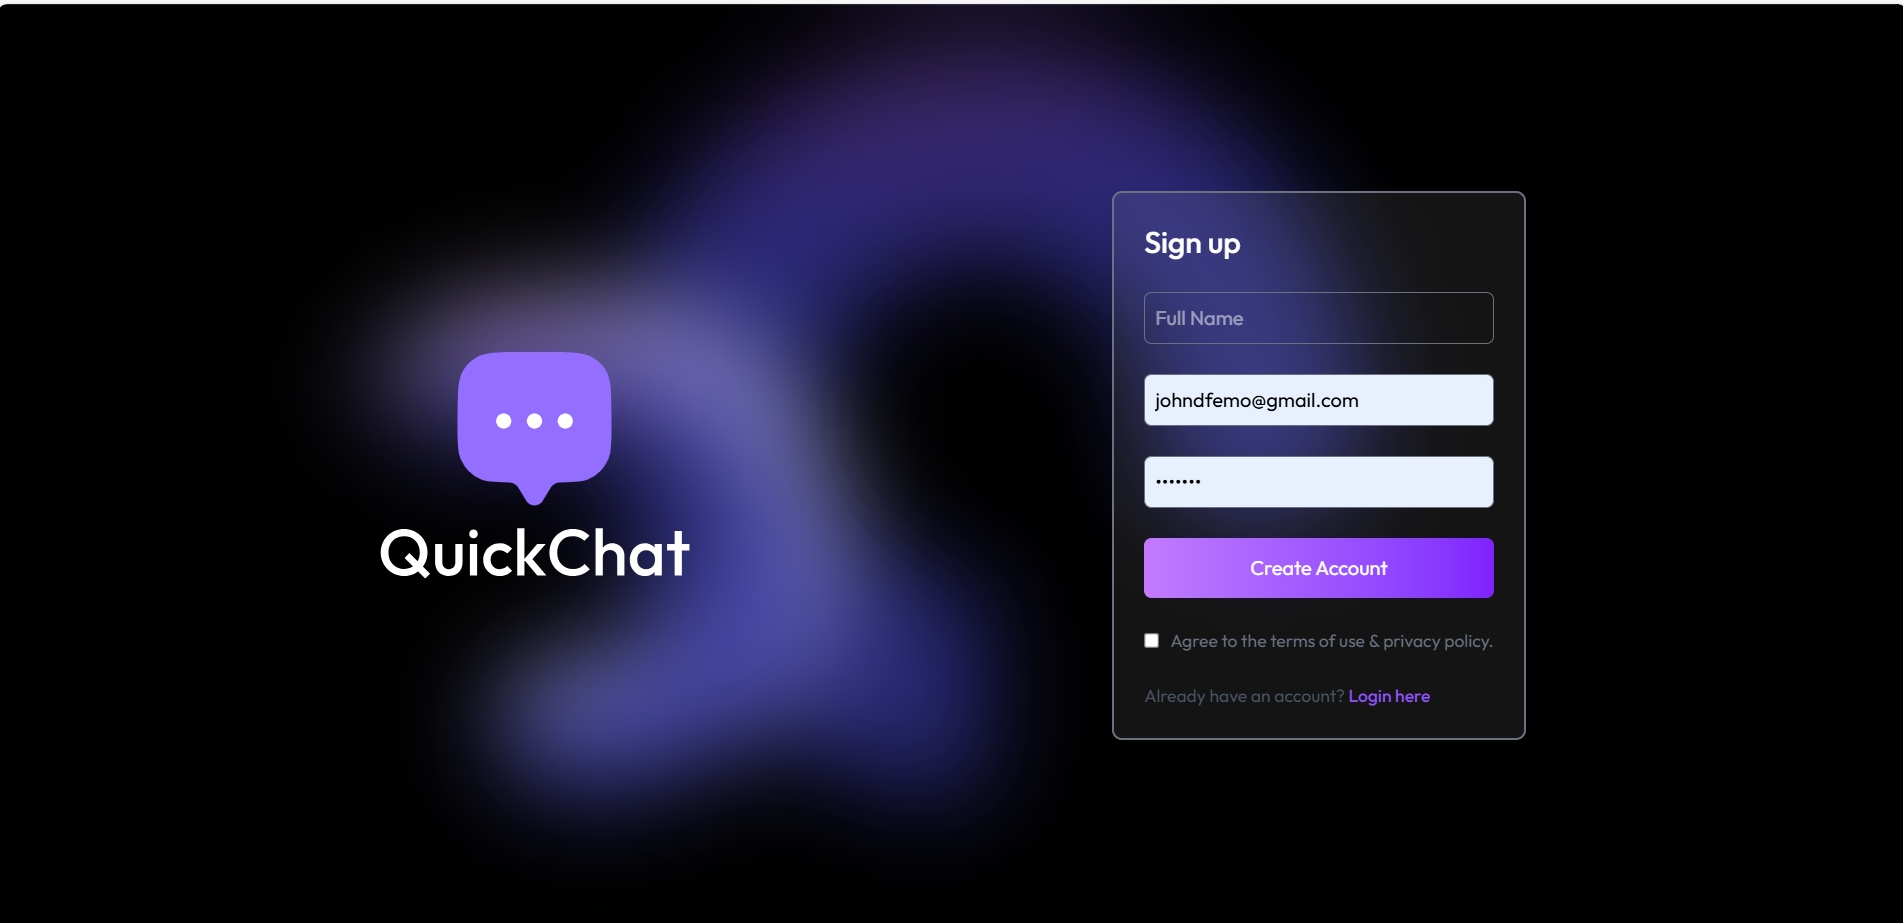 QuickChat
Sign up
Full Name
johndfemo@gmail.com
•••••••
Create Account
Agree to the terms of use & privacy policy.
Already have an account? Login here